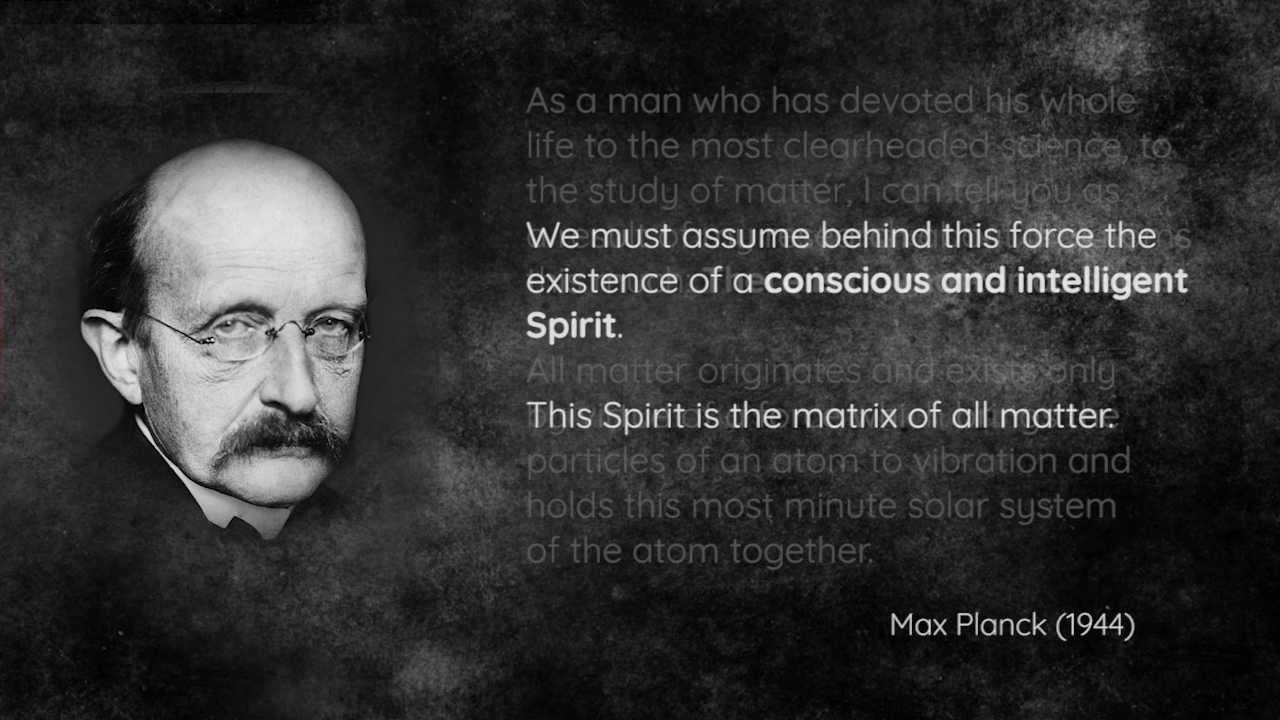 As a man who has devoted his whole
life to the most clearheaded science, to
the study of matter, I can tell you as
We must assume behind this force the
existence of a conscious and intelligent
Spirit.
All matter originates and exists only
This Spirit is the matrix of all matter.
particles of an atom to vibration and
holds this most minute solar system
of the atom together.
Max Planck (1944)